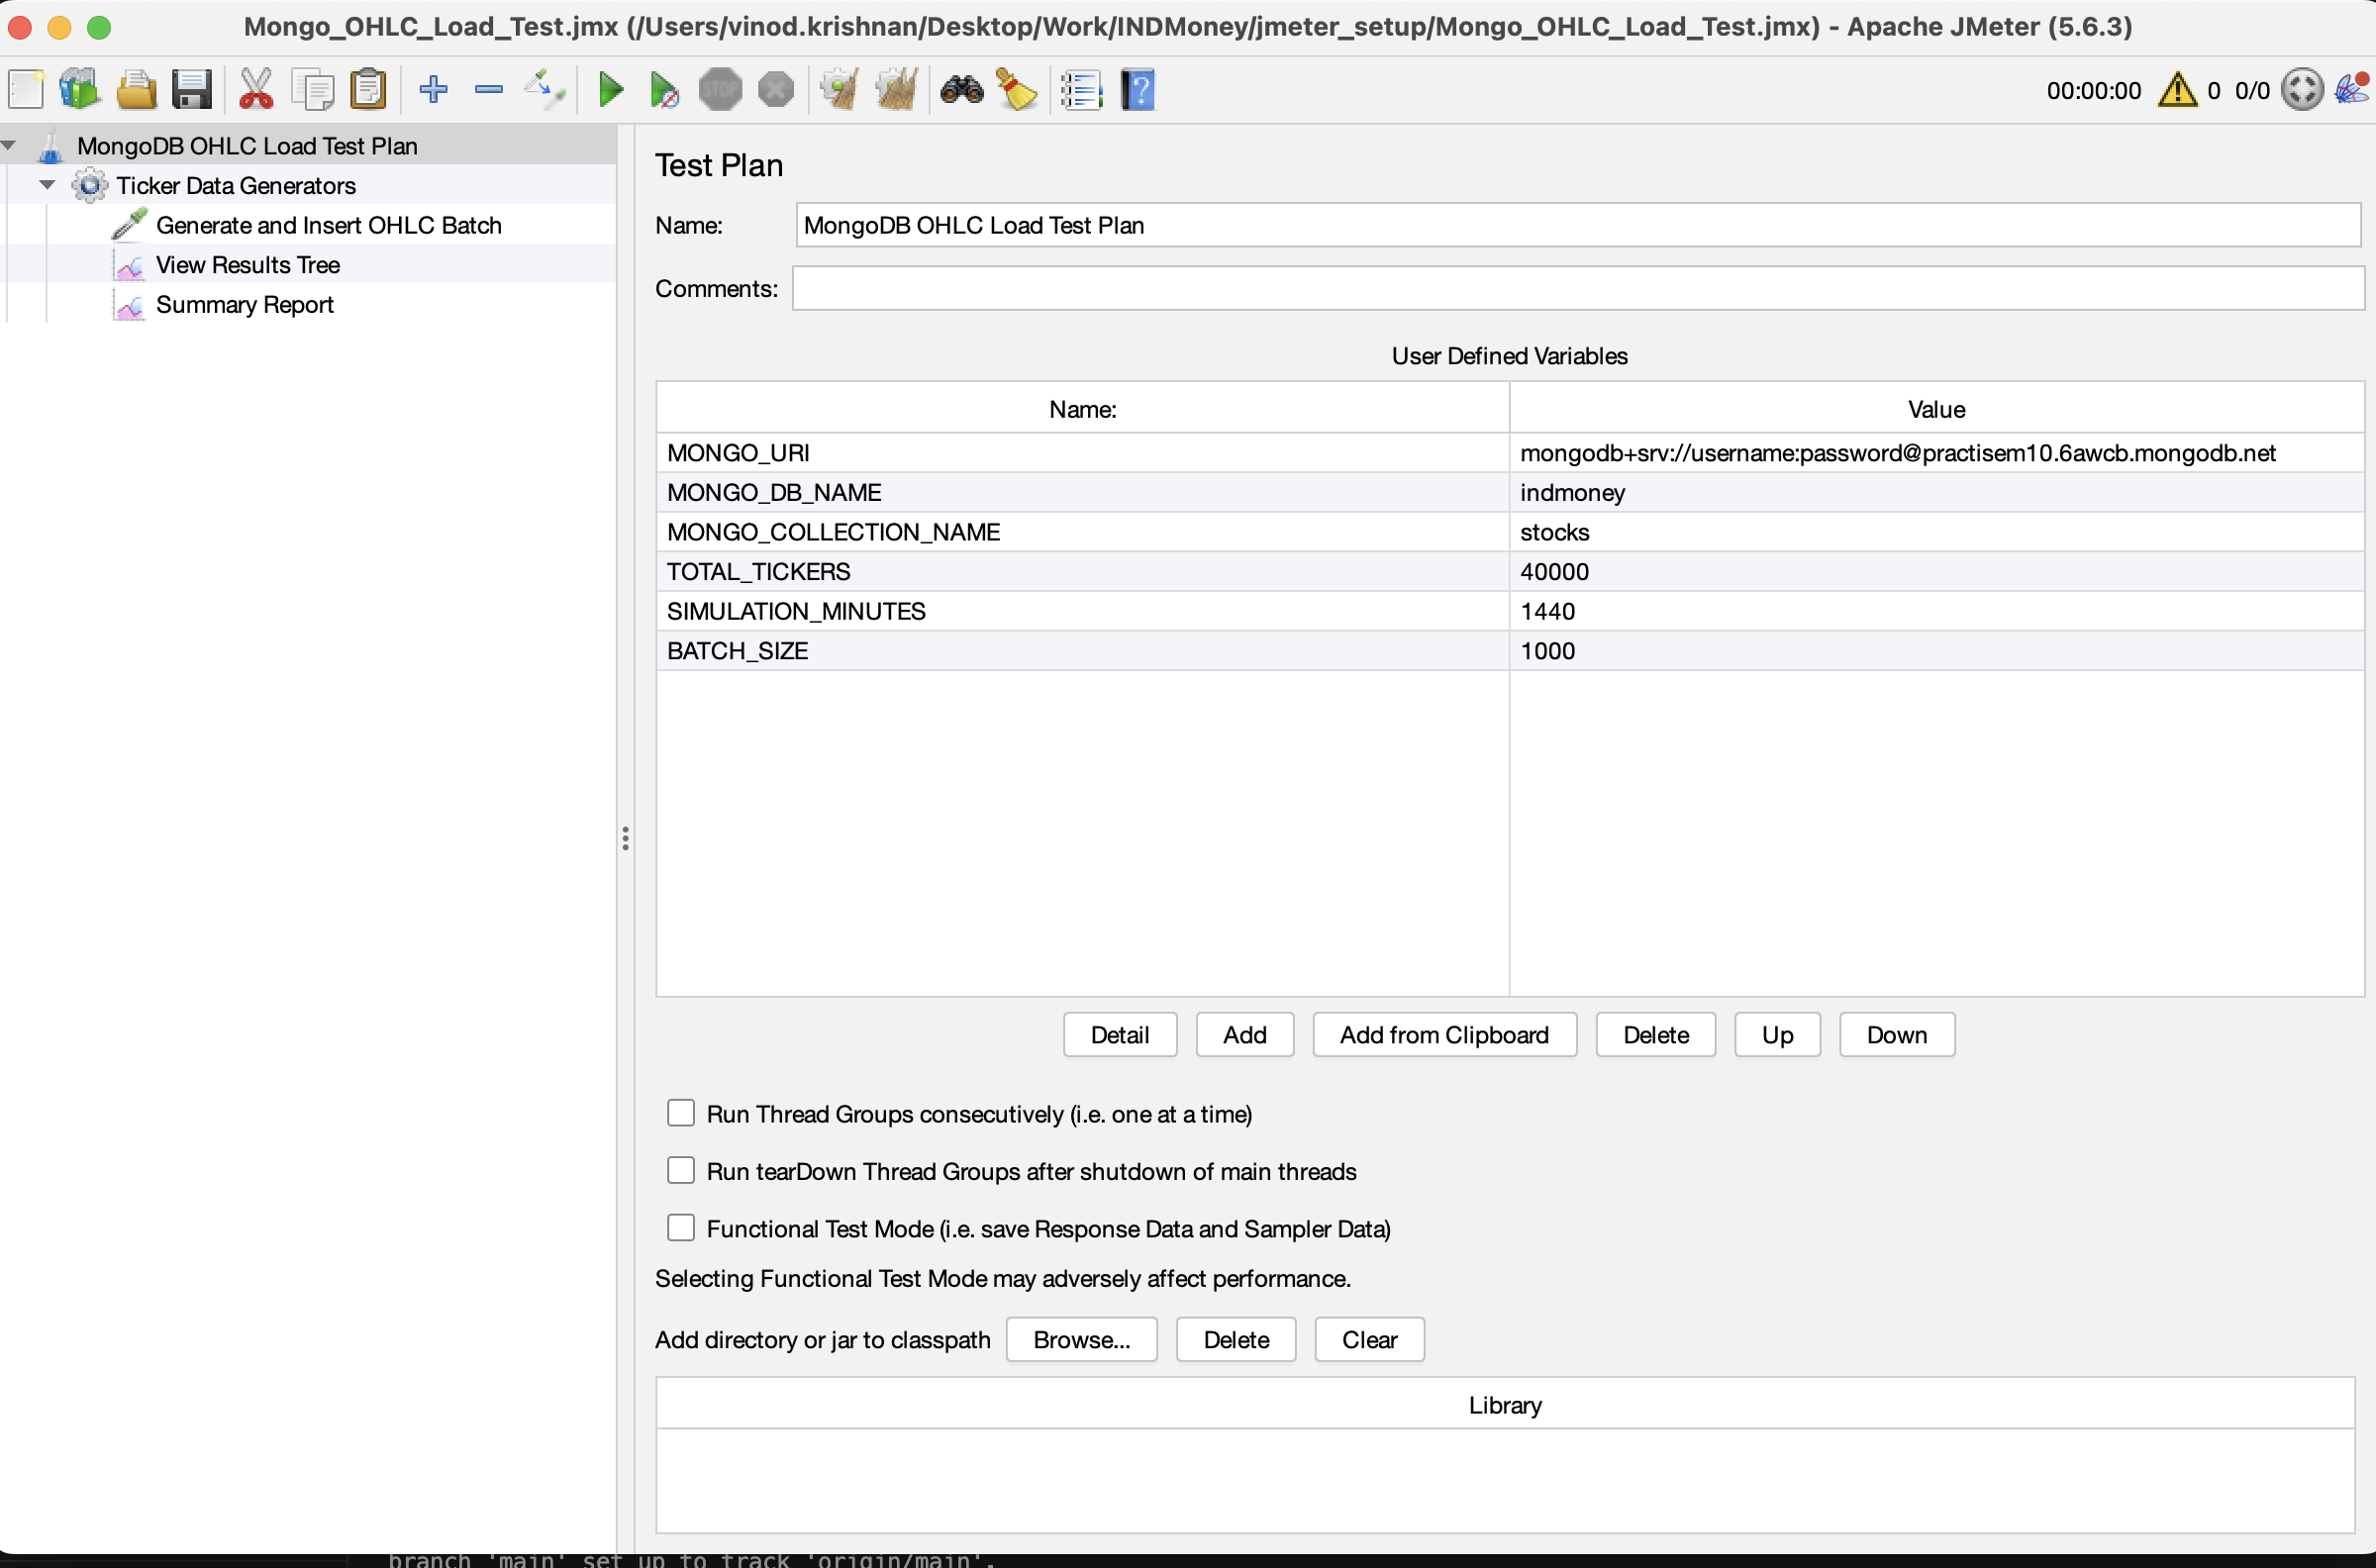 Mongo_OHLC_Load_Test.jmx (/Users/vinod.krishnan/Desktop/Work/INDMoney/jmeter_setup/Mongo_OHLC_Load_Test.jmx) - Apache JMeter (5.6.3)
STOP
?
00:00:00 0 0/0
MongoDB OHLC Load Test Plan
Ticker Data Generators
Generate and Insert OHLC Batch
View Results Tree
Summary Report
Test Plan
Name: MongoDB OHLC Load Test Plan
Comments:
User Defined Variables
Name: Value
MONGO_URI mongodb+srv://username:password@practisem10.6awcb.mongodb.net
MONGO_DB_NAME indmoney
MONGO_COLLECTION_NAME stocks
TOTAL_TICKERS 40000
SIMULATION_MINUTES 1440
BATCH_SIZE 1000
Detail Add Add from Clipboard Delete Up Down
Run Thread Groups consecutively (i.e. one at a time)
Run tearDown Thread Groups after shutdown of main threads
Functional Test Mode (i.e. save Response Data and Sampler Data)
Selecting Functional Test Mode may adversely affect performance.
Add directory or jar to classpath Browse... Delete Clear
Library
branch 'main' set up to track 'origin/main'.